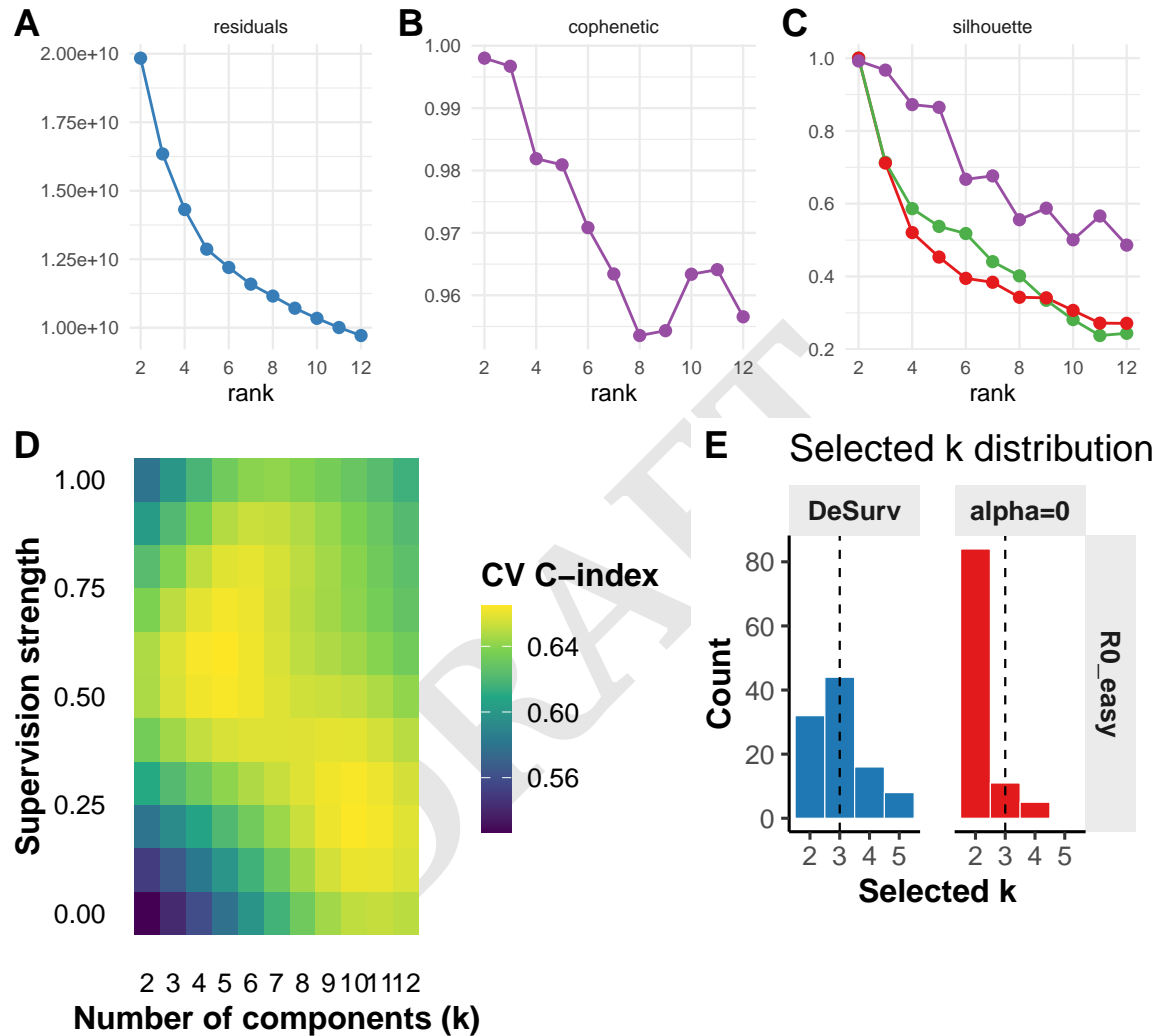 A
residuals
2.00e+10
1.75e+10
1.50e+10
1.25e+10
1.00e+10
2 4 6 8 10 12
rank
B
cophenetic
1.00
0.99
0.98
0.97
0.96
2 4 6 8 10 12
rank
C
silhouette
1.0
0.8
0.6
0.4
0.2
2 4 6 8 10 12
rank
DRAFT
D
Supervision strength
1.00
0.75
0.50
0.25
0.00
2 3 4 5 6 7 8 9 10 11 12
Number of components (k)
CV C-index
0.64
0.60
0.56
E
Selected k distribution
DeSurv
alpha=0
R0_easy
Count
80
60
40
20
0
2 3 4 5
2 3 4 5
Selected k